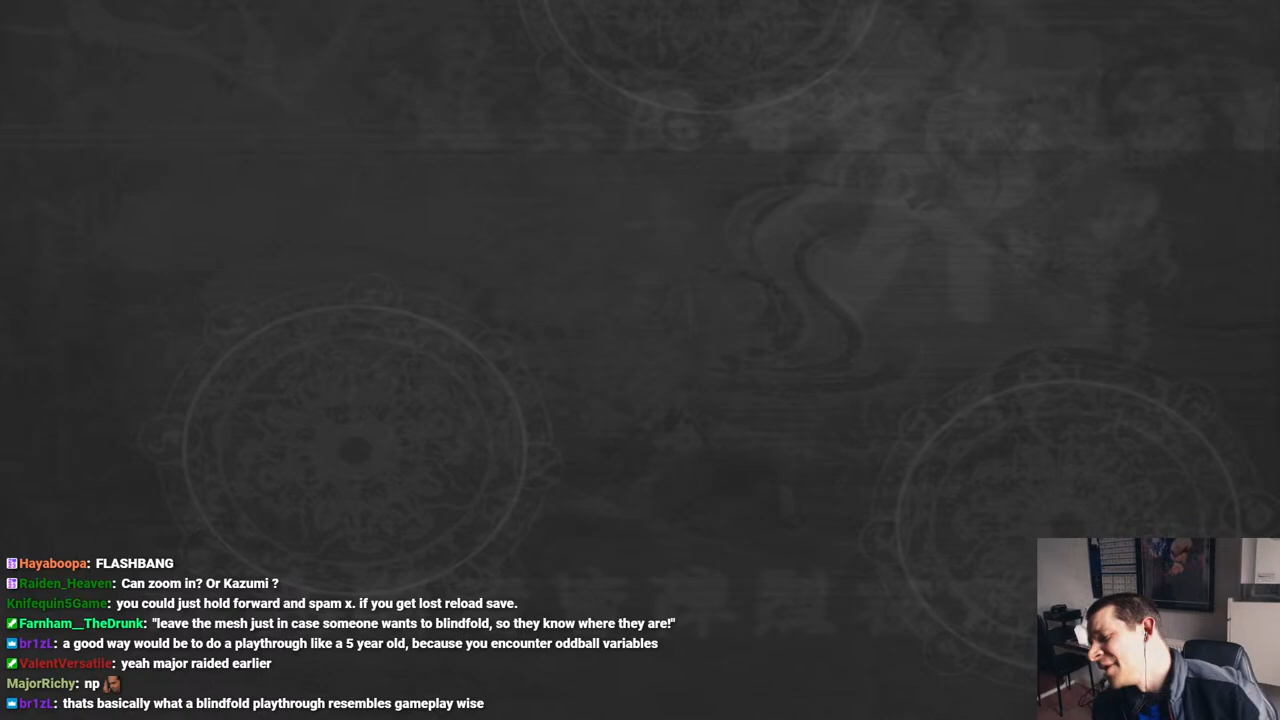 Hayaboopa: FLASHBANG
Raiden_Heaven: Can zoom in? Or Kazumi ?
Knifequin5Game: you could just hold forward and spam x. if you get lost reload save.
Farnham__TheDrunk: "leave the mesh just in case someone wants to blindfold, so they know where they are!"
br1zL: a good way would be to do a playthrough like a 5 year old, because you encounter oddball variables
ValentVersatile: yeah major raided earlier
MajorRichy: np
br1zL: thats basically what a blindfold playthrough resembles gameplay wise